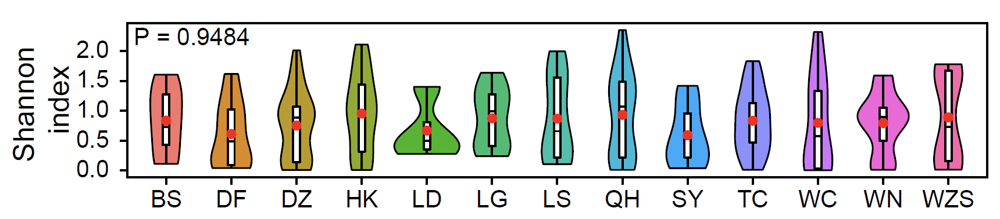 P = 0.9484
Shannon
index
2.0
1.5
1.0
0.5
0.0
BS DF DZ HK LD LG LS QH SY TC WC WN WZS